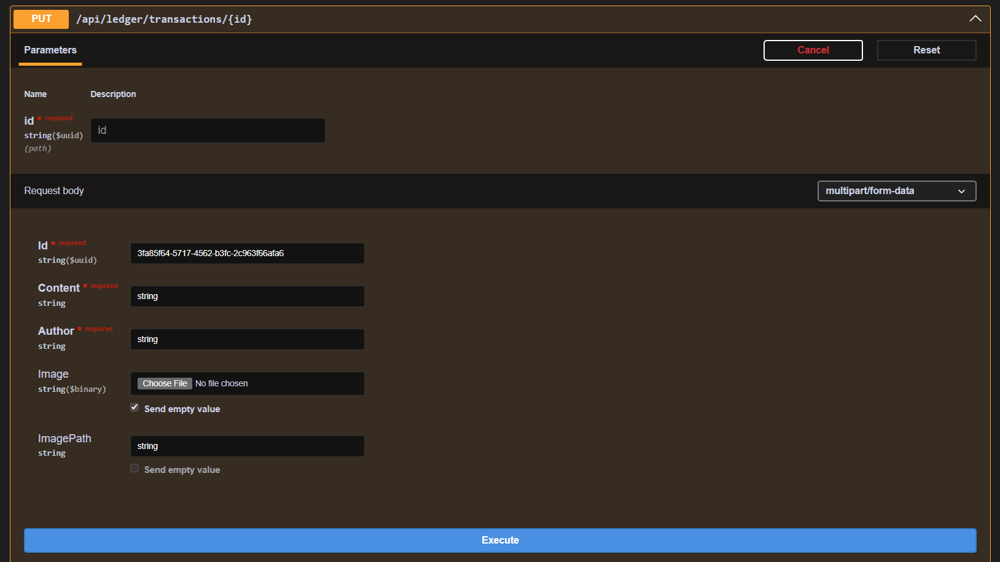 PUT /api/ledger/transactions/{id}
Parameters Cancel Reset
Name Description
id * required
string($uuid)
(path)
id
Request body multipart/form-data
Id * required
string($uuid)
3fa85f64-5717-4562-b3fc-2c963f66afa6
Content * required
string
string
Author * required
string
string
Image
string($binary)
Choose File No file chosen
Send empty value
ImagePath
string
string
Send empty value
Execute